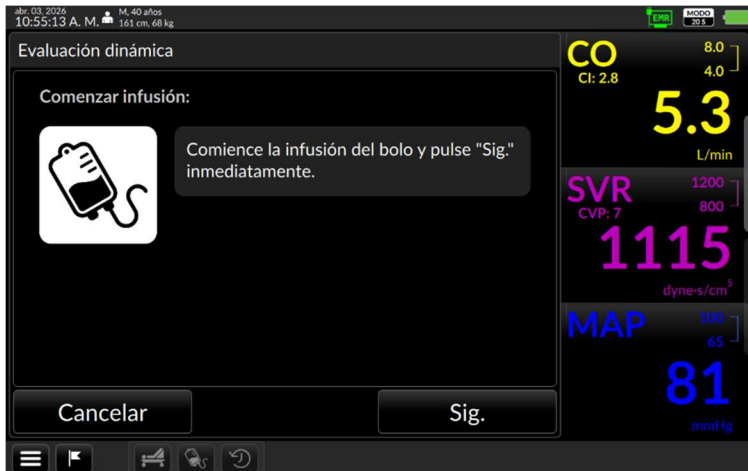 abr. 03, 2026
10:55:13 A. M.
M, 40 años
161 cm, 68 kg
EMR
MODO
20 S
Evaluación dinámica
Comenzar infusión:
Comience la infusión del bolo y pulse "Sig."
inmediatamente.
Cancelar
Sig.
CO
CI: 2.8
8.0
4.0
5.3
L/min
SVR
CVP: 7
1200
800
1115
dyne·s/cm⁵
MAP
100
65
81
mmHg